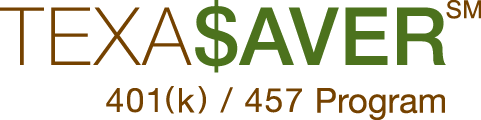 TEXA$AVER℠
401(k) / 457 Program